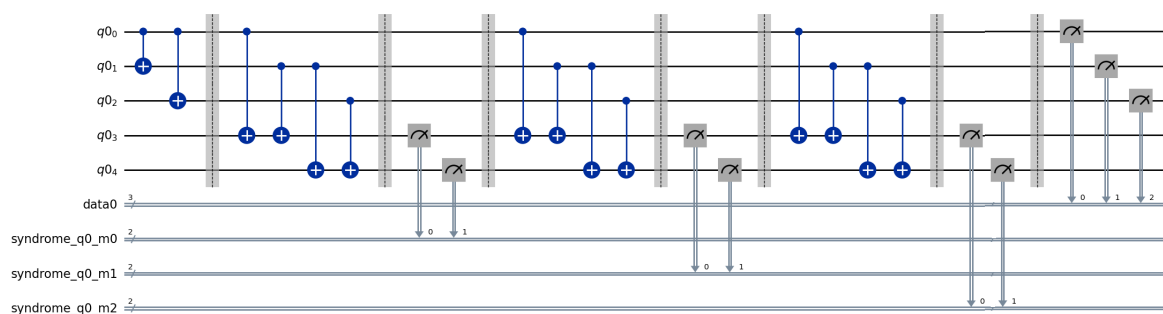 q0₀
q0₁
q0₂
q0₃
q0₄
data0 3 0 1 2
syndrome_q0_m0 2 0 1
syndrome_q0_m1 2 0 1
syndrome_q0_m2 2 0 1